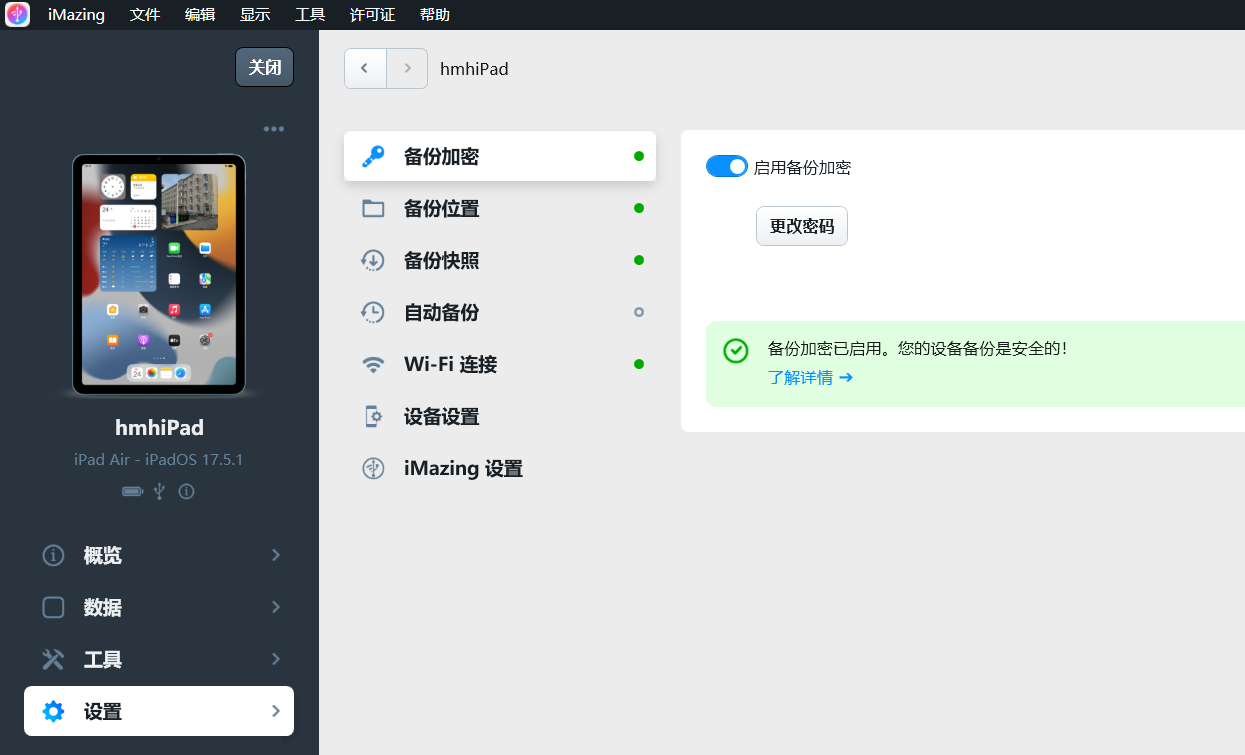 iMazing 文件 编辑 显示 工具 许可证 帮助
关闭
hmhiPad
iPad Air - iPadOS 17.5.1
概览
数据
工具
设置
hmhiPad
备份加密
备份位置
备份快照
自动备份
Wi-Fi 连接
设备设置
iMazing 设置
启用备份加密
更改密码
备份加密已启用。您的设备备份是安全的！
了解详情 →